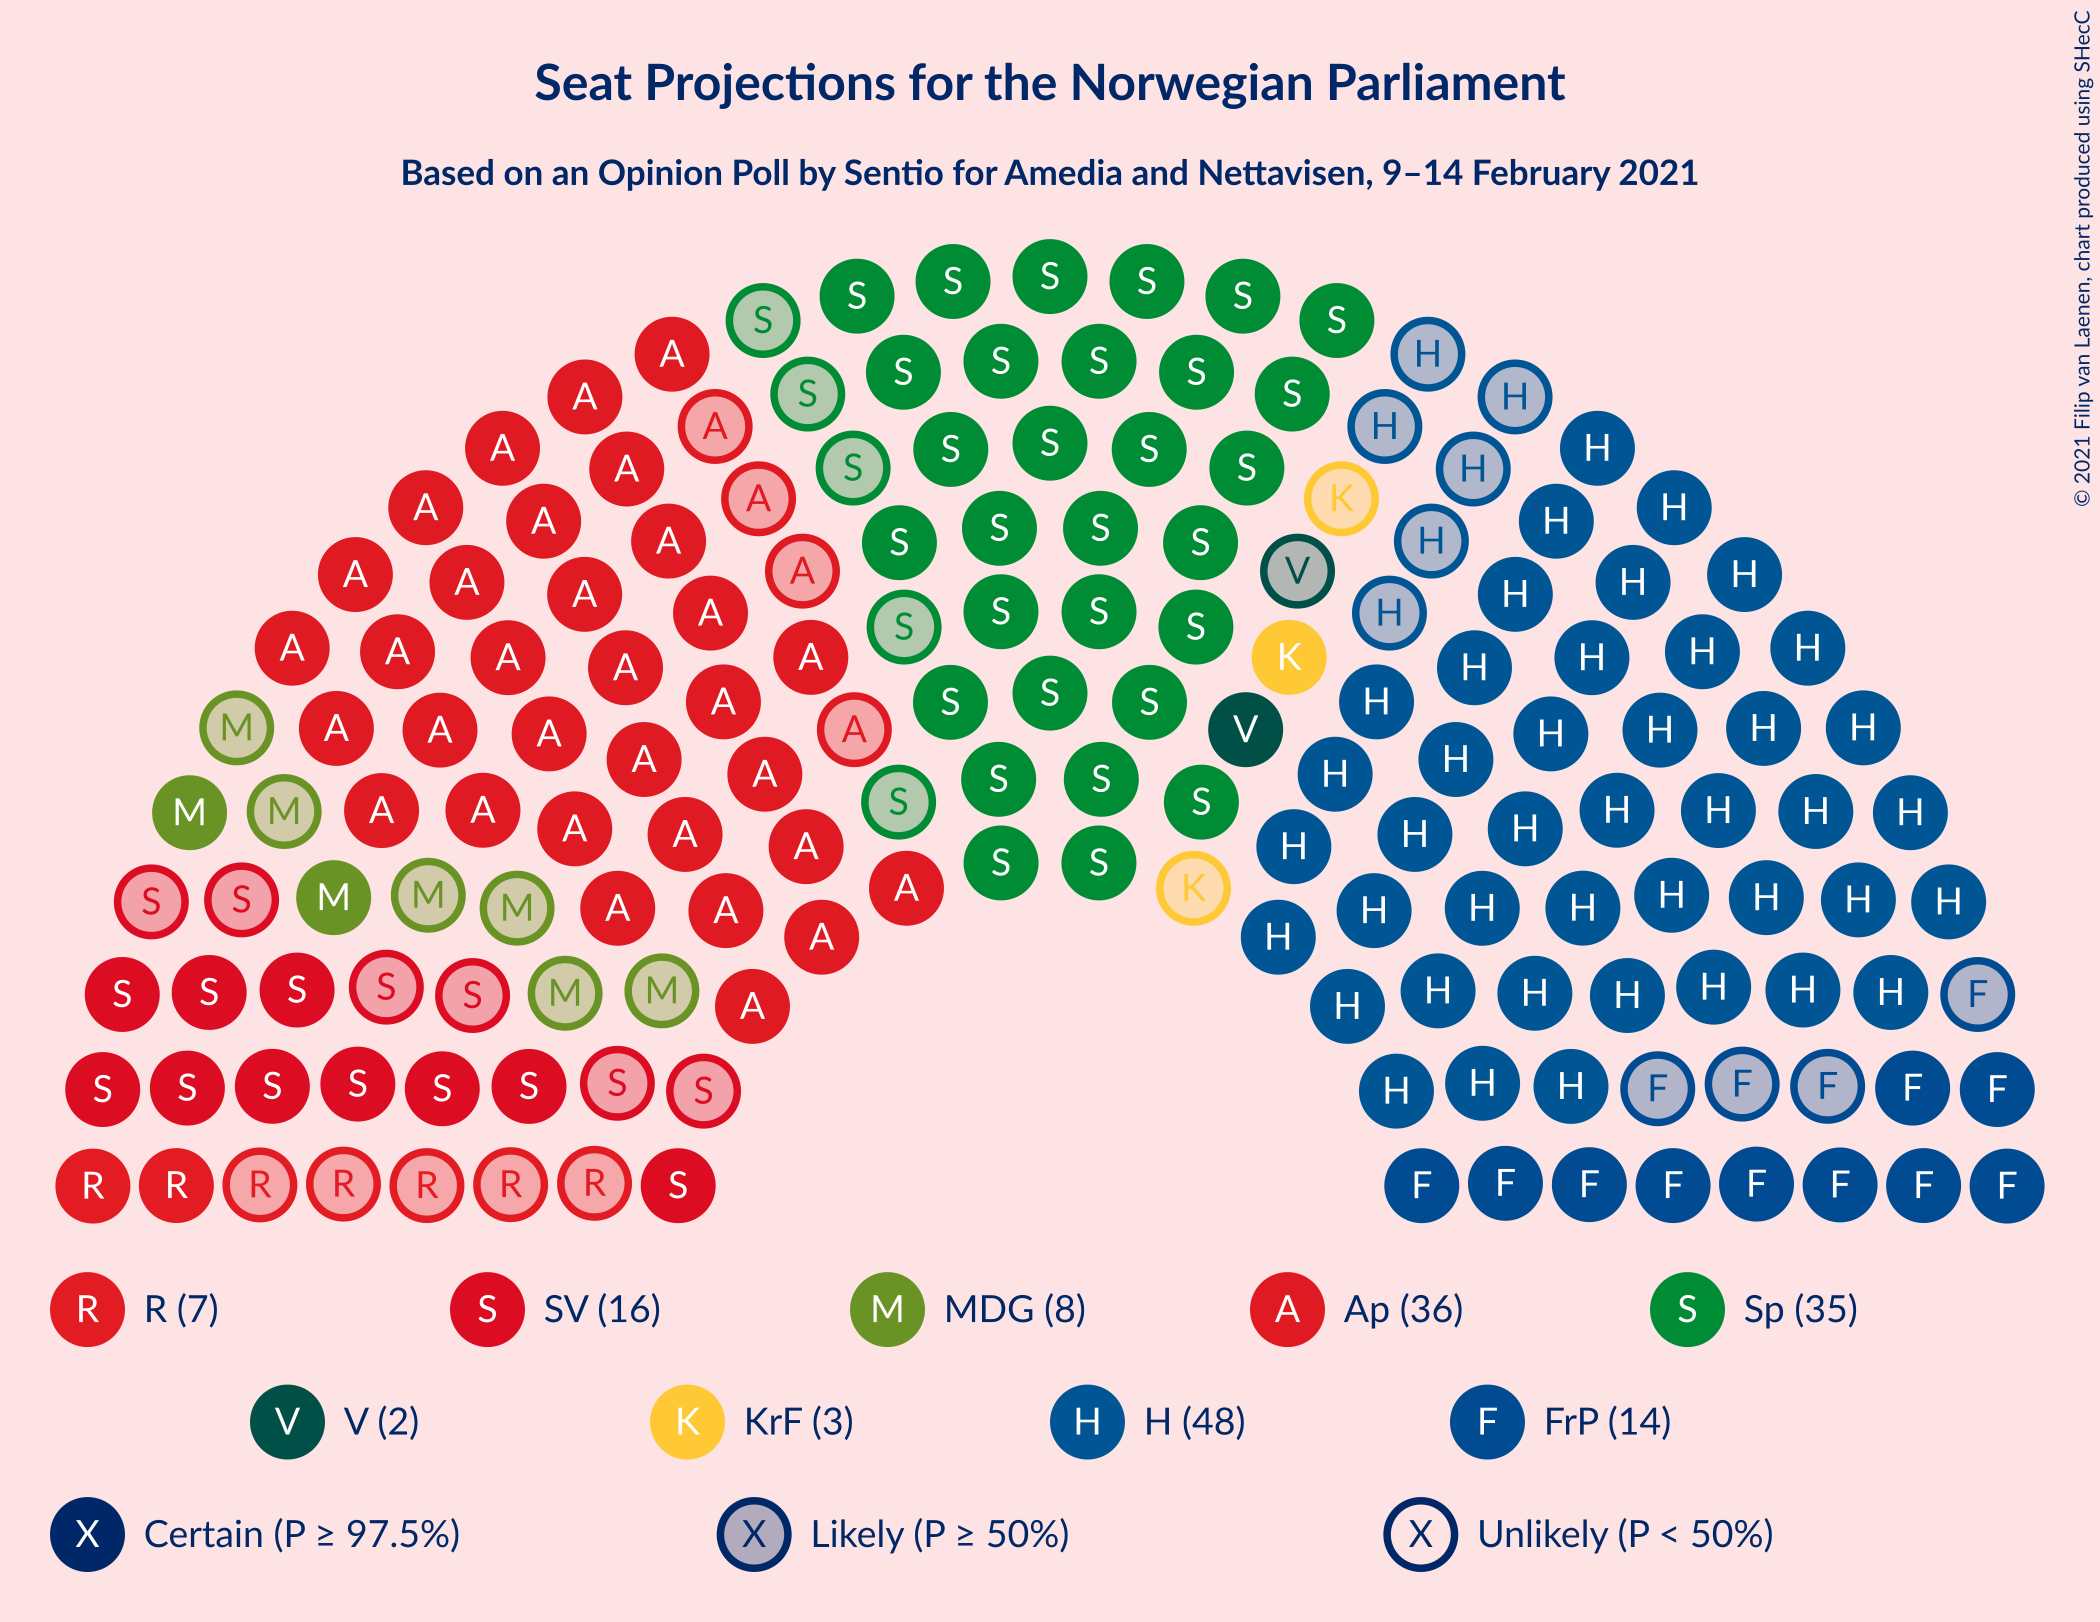 © 2021 Filip van Laenen, chart produced using SHecC
Seat Projections for the Norwegian Parliament
Based on an Opinion Poll by Sentio for Amedia and Nettavisen, 9–14 February 2021
S S S S S S S
A S S S S H
A S S H
A H
A S S S H
A S S H
A A A K H H
A S S S S H
A A A A V H H H
A S S S S H
A A A A A K H H H H
A S S S H
M A A A A V H H H H
A A S S H H
M M A A A A S S H H H H H H
A S S H
S S M M M A A A K H H H H H H H
A H
S S S S S M M A H H H H H H H F
S S S S S S S S H H H F F F F F
R R R R R R R S F F F F F F F F
R R (7) S SV (16) M MDG (8) A Ap (36) S Sp (35)
V V (2) K KrF (3) H H (48) F FrP (14)
X Certain (P ≥ 97.5%) X Likely (P ≥ 50%) X Unlikely (P < 50%)